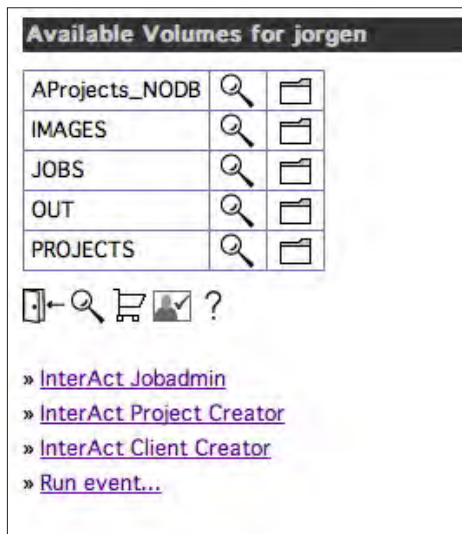 Available Volumes for jorgen
AProjects_NODB
IMAGES
JOBS
OUT
PROJECTS
?
» InterAct Jobadmin
» InterAct Project Creator
» InterAct Client Creator
» Run event...